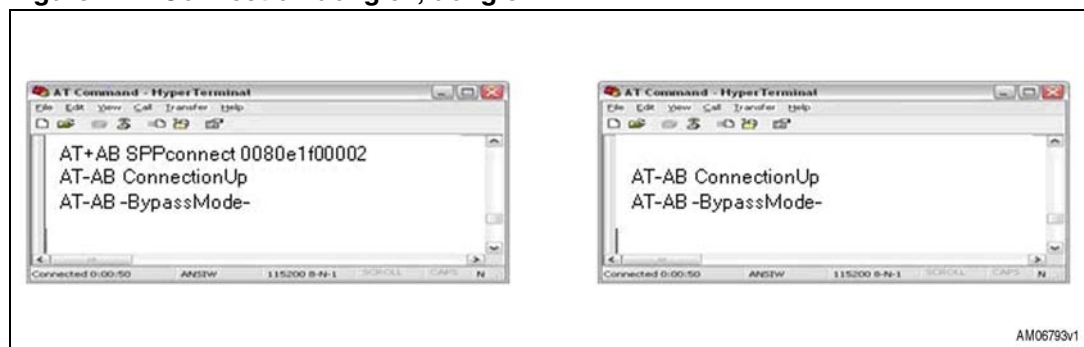 AT Command - HyperTerminal
File Edit View Call Transfer Help
AT+AB SPPconnect 0080e1f00002
AT-AB ConnectionUp
AT-AB -BypassMode-
Connected 0:00:50 ANSIW 115200 8-N-1 SCROLL CAPS N
AT Command - HyperTerminal
File Edit View Call Transfer Help
AT-AB ConnectionUp
AT-AB -BypassMode-
Connected 0:00:50 ANSIW 115200 8-N-1 SCROLL CAPS N
AM06793v1